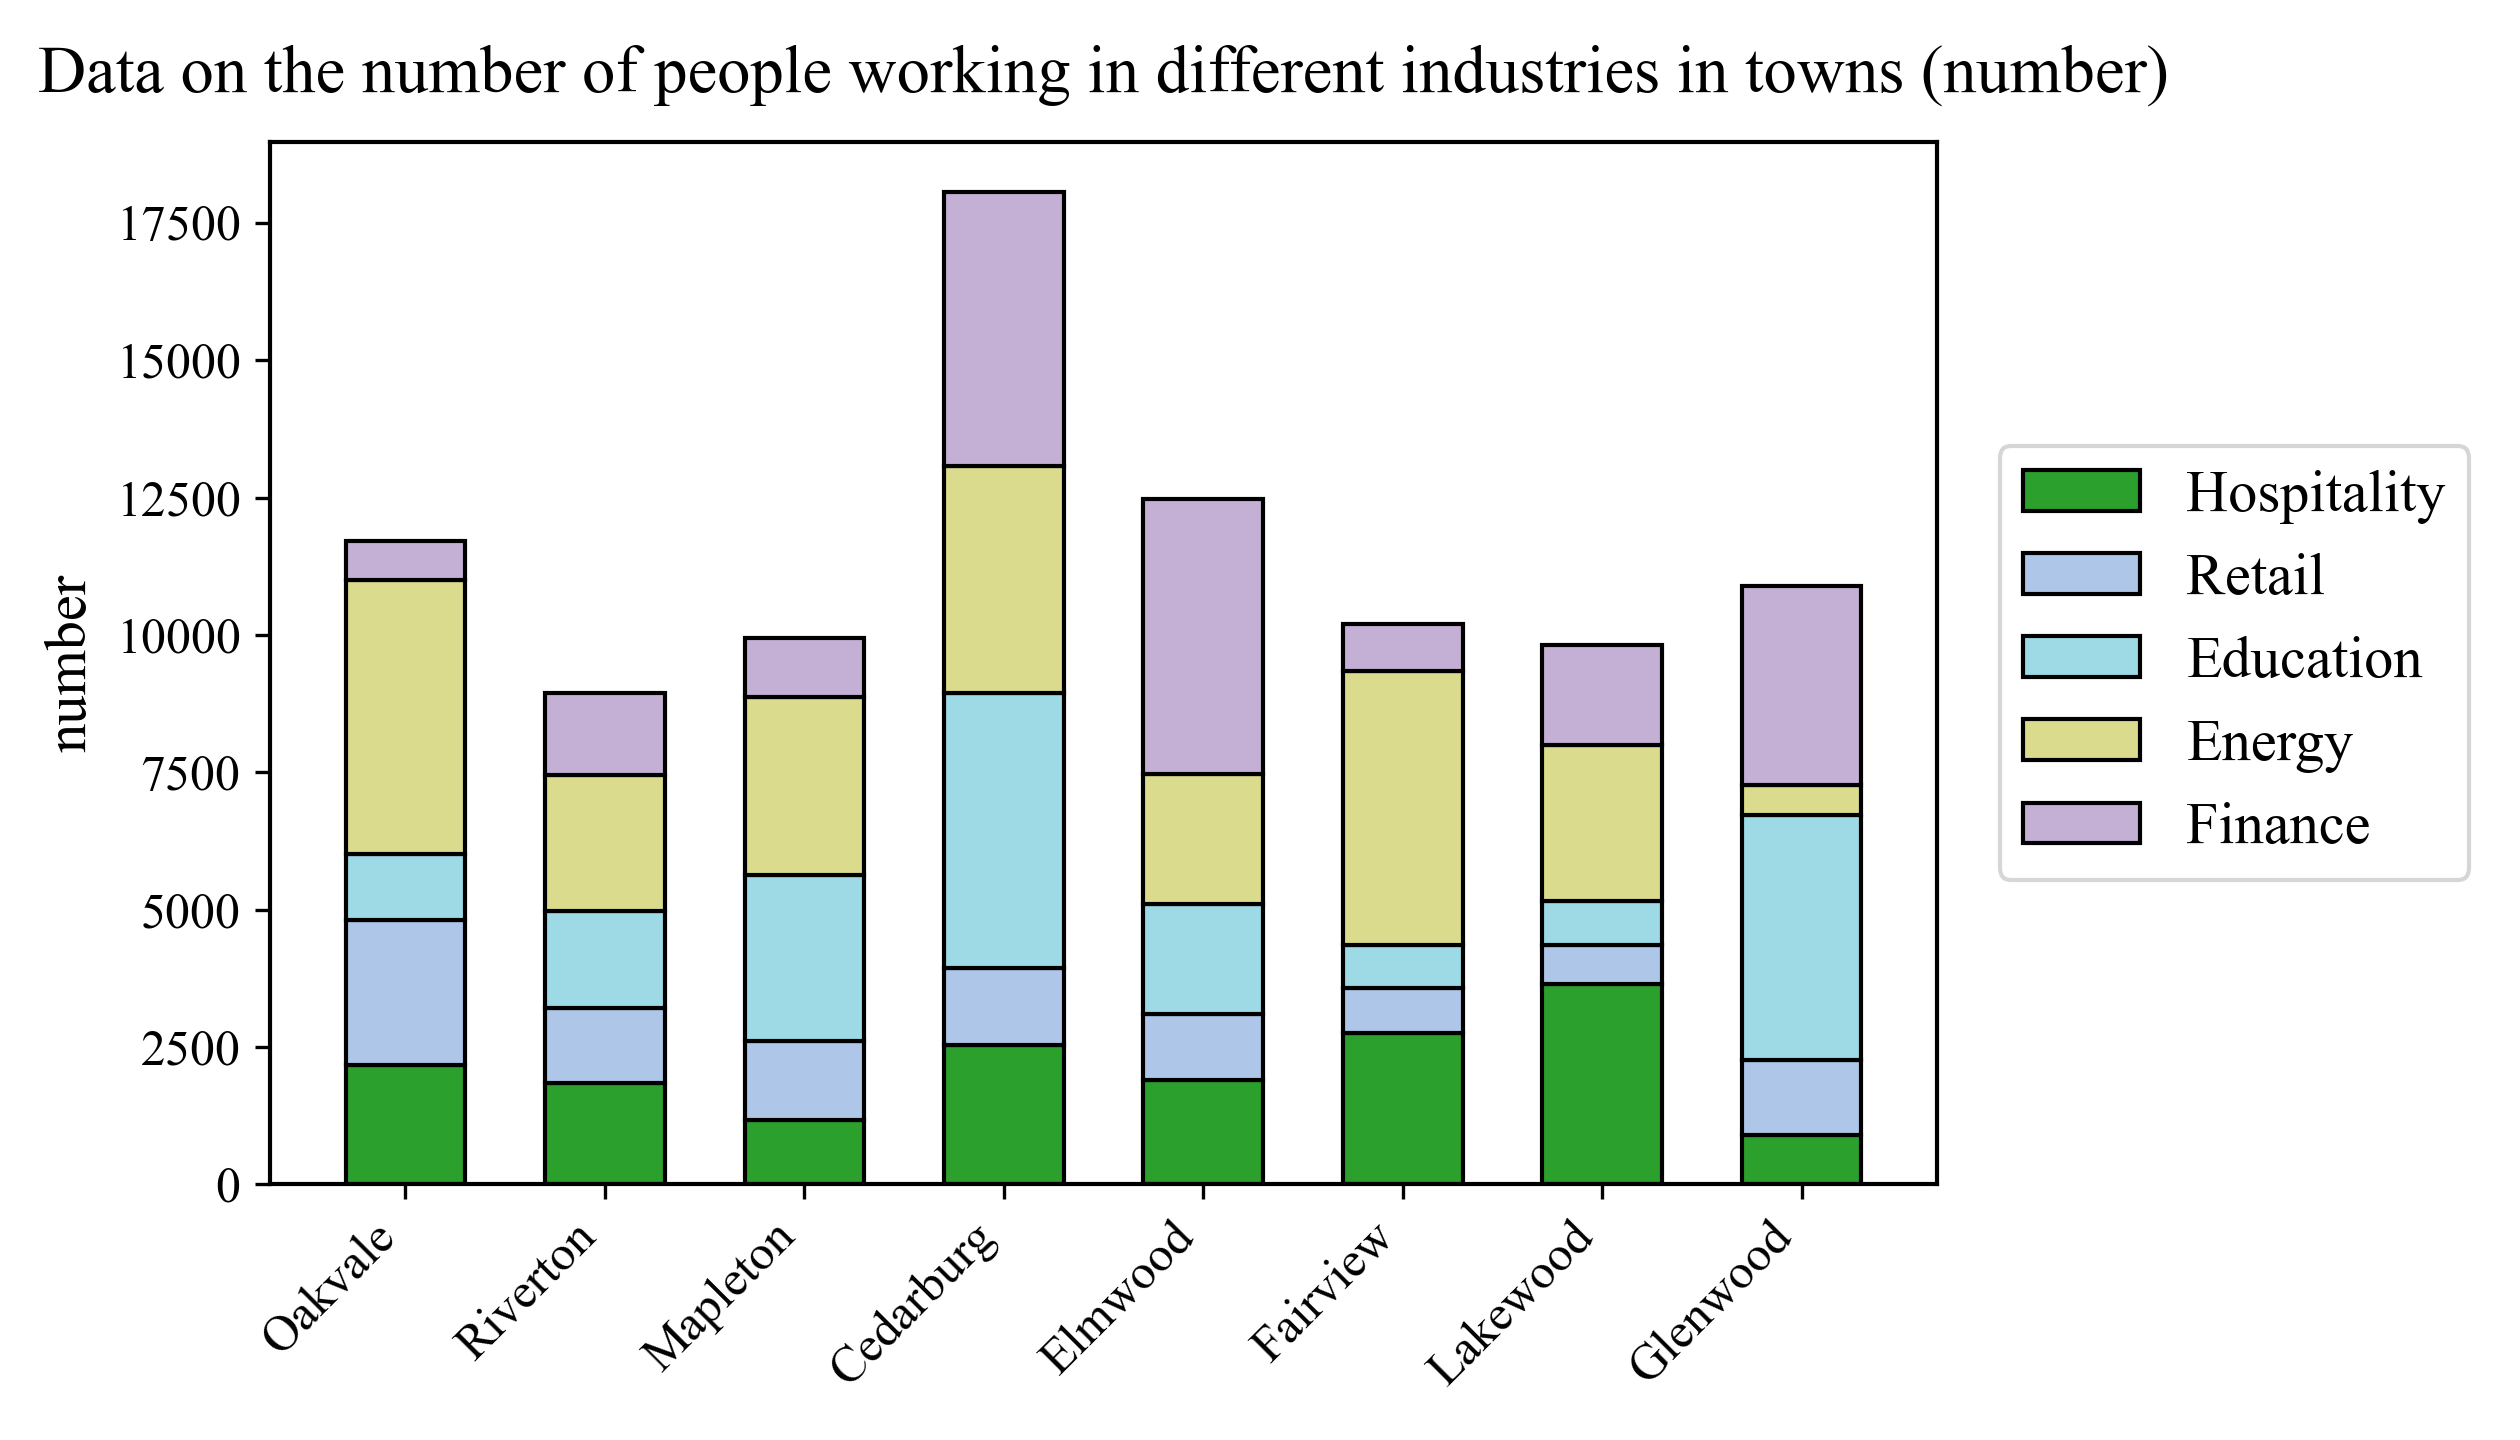 Data on the number of people working in different industries in towns (number)
number
17500
15000
12500
10000
7500
5000
2500
0
Oakvale
Riverton
Mapleton
Cedarburg
Elmwood
Fairview
Lakewood
Glenwood
Hospitality
Retail
Education
Energy
Finance